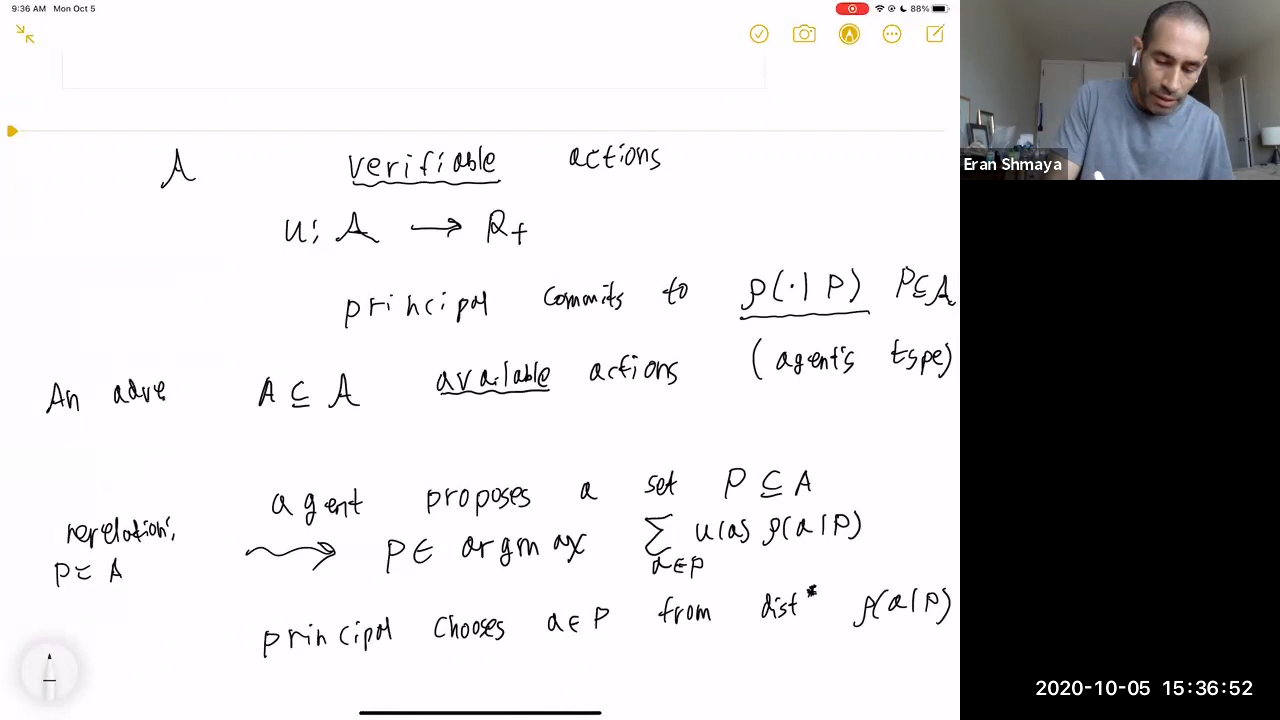 9:36 AM Mon Oct 5
88%
𝒜 verifiable actions
u: 𝒜 → R+
principal commits to ρ(·|P) P⊆𝒜
An adve A ⊆ 𝒜 available actions (agent's type)
agent proposes a set P ⊆ A
revelation: P = A
P ∈ argmax ∑ a∈P u(a) ρ(a|P)
principal chooses a∈P from dist ρ(a|P)
Eran Shmaya
2020-10-05 15:36:52